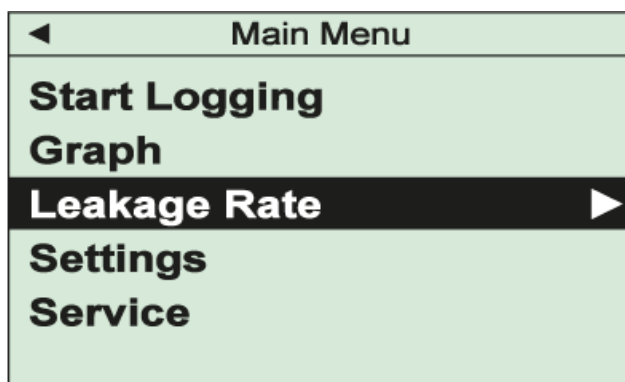 Main Menu
Start Logging
Graph
Leakage Rate
Settings
Service